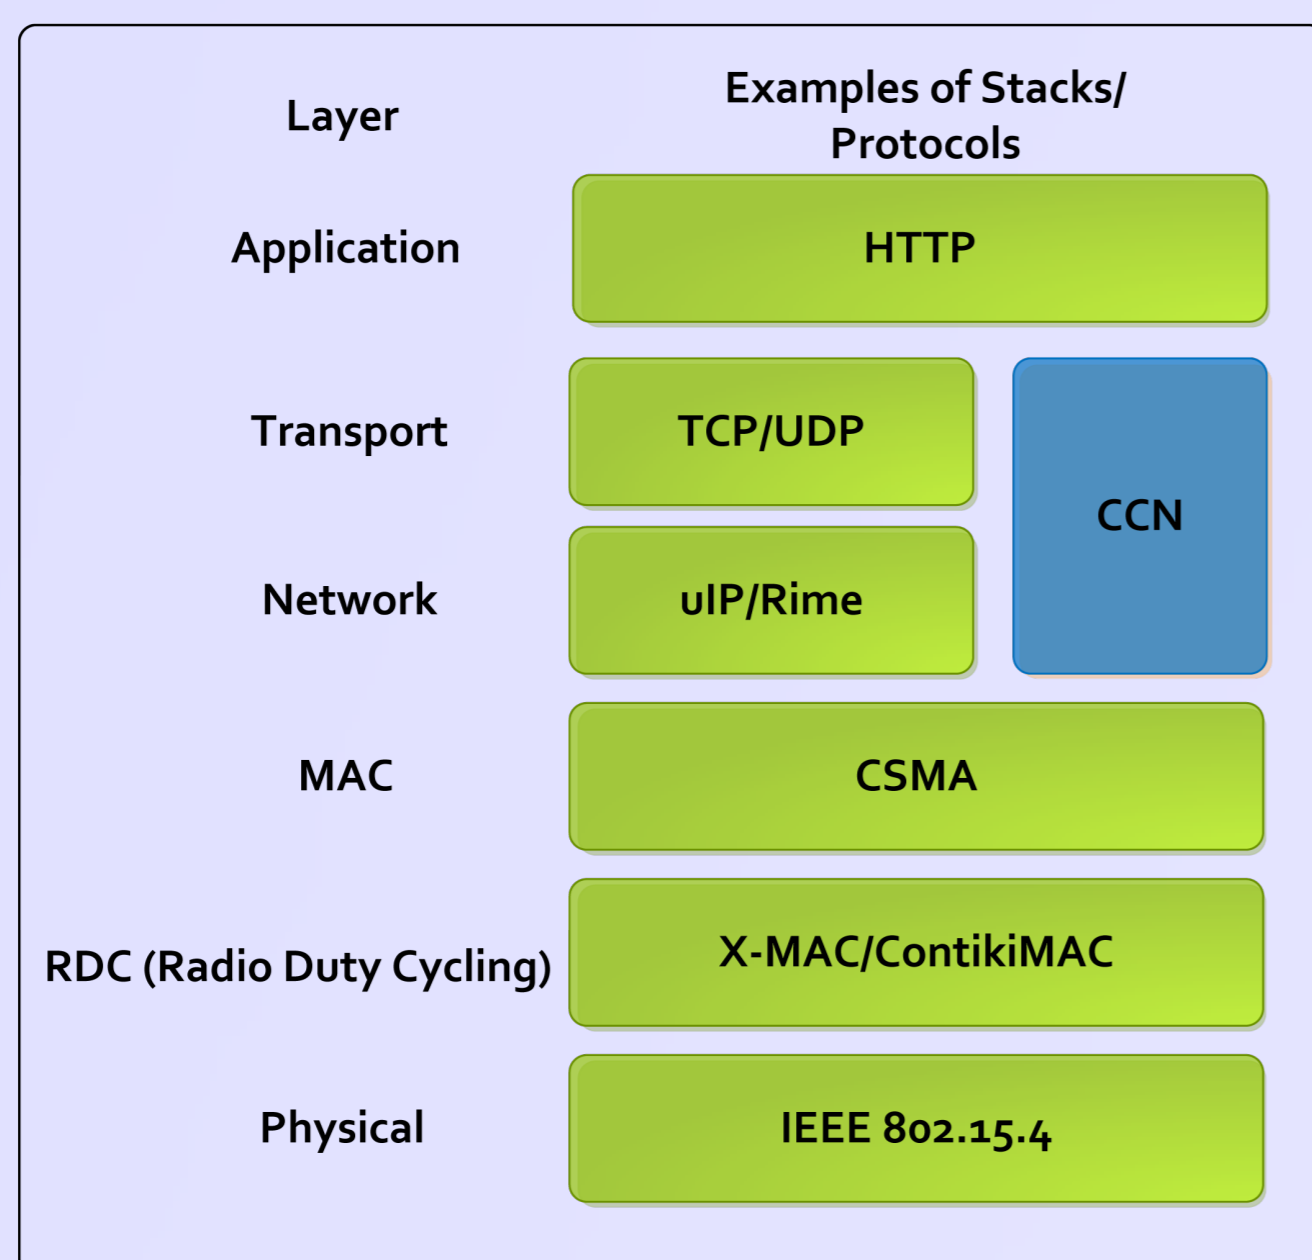 Layer
Examples of Stacks/
Protocols
Application
HTTP
Transport
TCP/UDP
CCN
Network
uIP/Rime
MAC
CSMA
RDC (Radio Duty Cycling)
X-MAC/ContikiMAC
Physical
IEEE 802.15.4